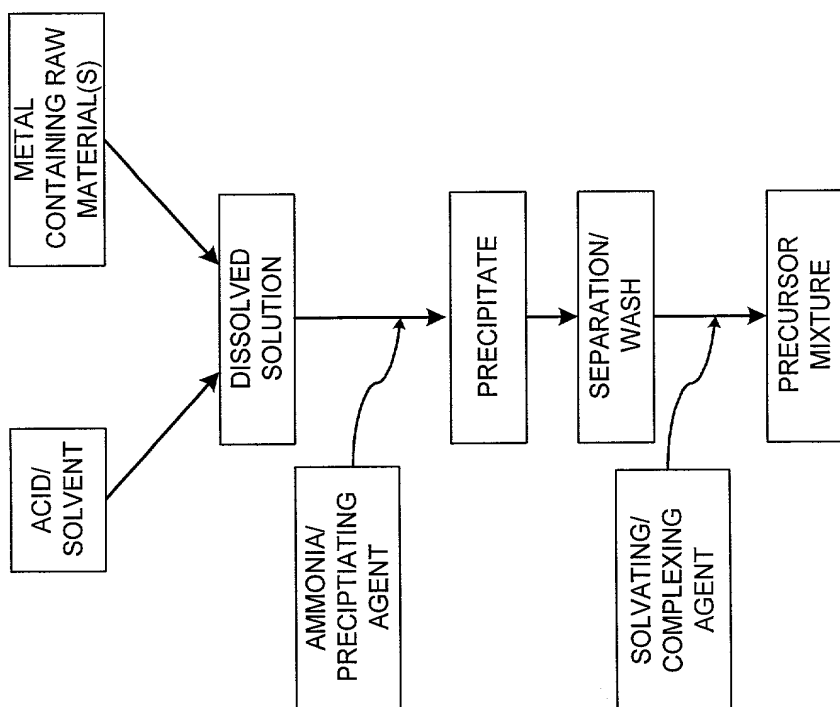 ACID/
SOLVENT
METAL
CONTAINING RAW
MATERIAL(S)
DISSOLVED
SOLUTION
AMMONIA/
PRECIPTIATING
AGENT
PRECIPITATE
SEPARATION/
WASH
SOLVATING/
COMPLEXING
AGENT
PRECURSOR
MIXTURE